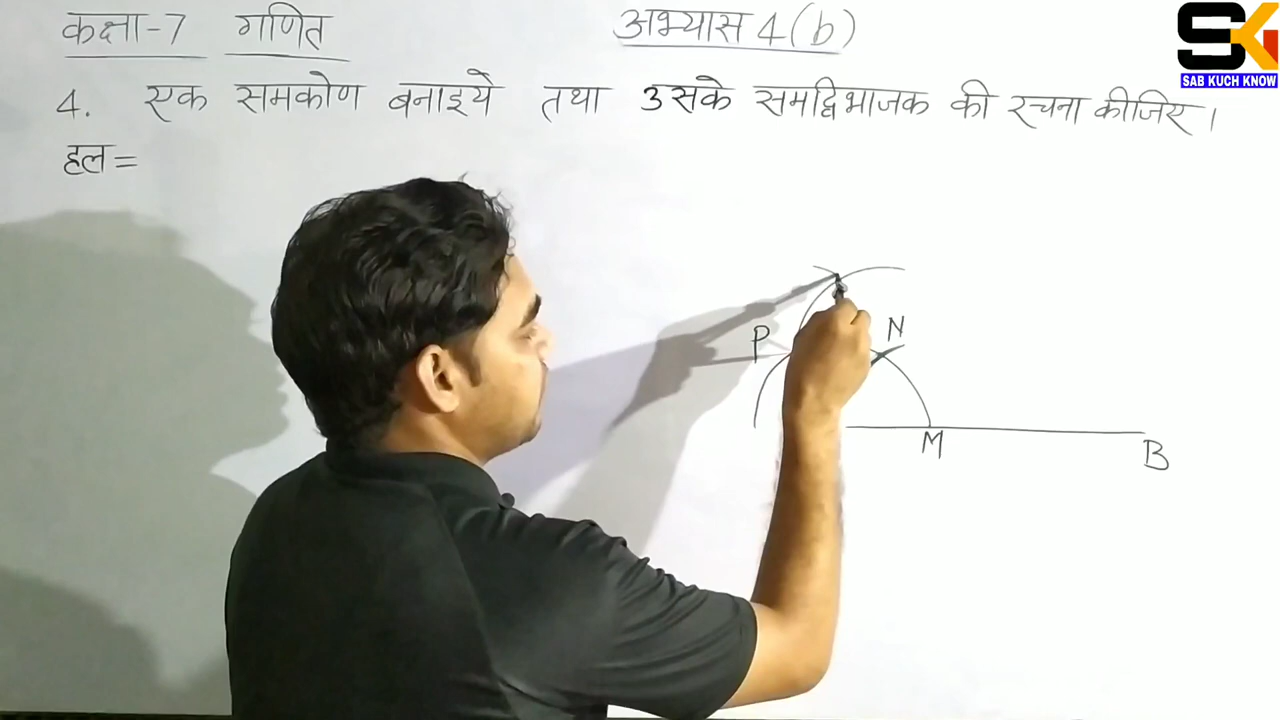 कक्षा-7 गणित अभ्यास 4(b)
SK
SAB KUCH KNOW
4. एक समकोण बनाइये तथा उसके समद्विभाजक की रचना कीजिए।
हल=
P N
M B